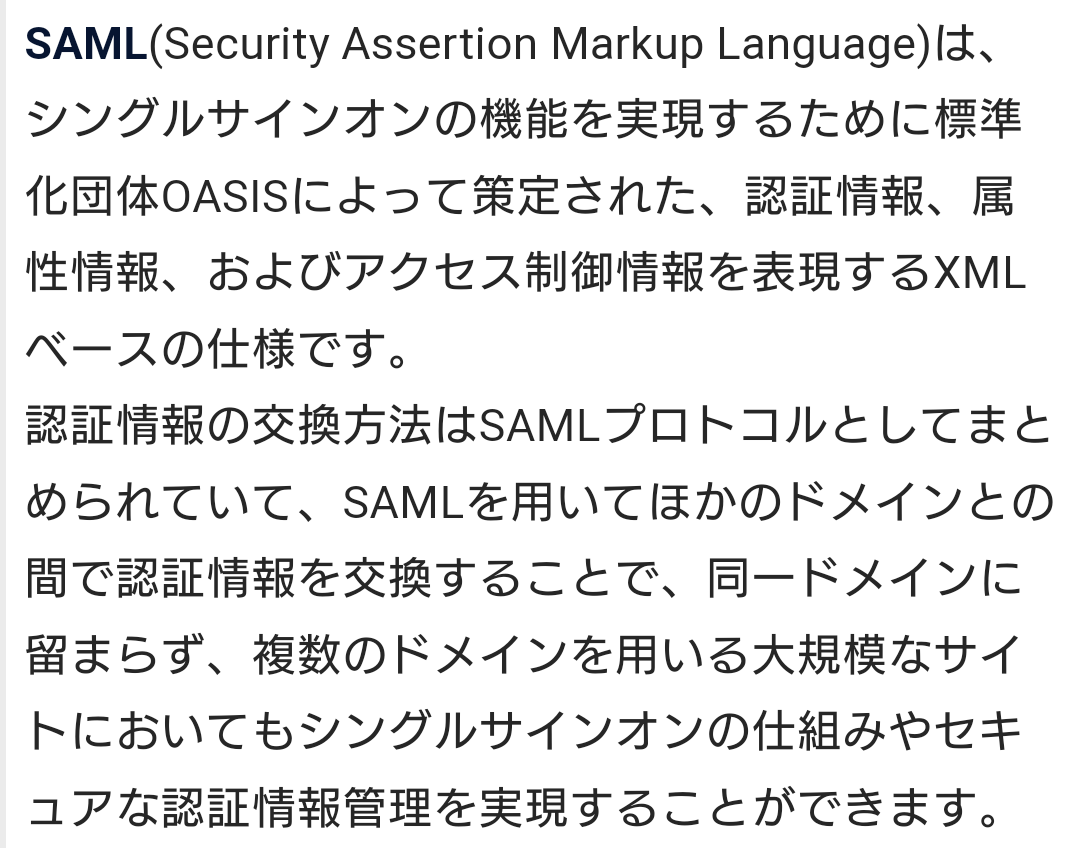 SAML(Security Assertion Markup Language)は、
シングルサインオンの機能を実現するために標準
化団体OASISによって策定された、認証情報、属
性情報、およびアクセス制御情報を表現するXML
ベースの仕様です。
認証情報の交換方法はSAMLプロトコルとしてまと
められていて、SAMLを用いてほかのドメインとの
間で認証情報を交換することで、同一ドメインに
留まらず、複数のドメインを用いる大規模なサイ
トにおいてもシングルサインオンの仕組みやセキ
ュアな認証情報管理を実現することができます。